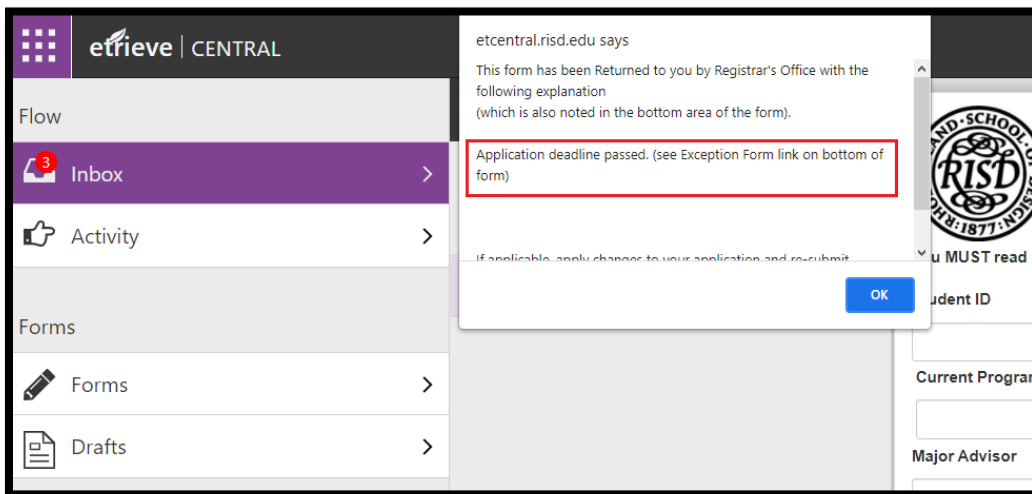 etrieve | CENTRAL
etcentral.risd.edu says
This form has been Returned to you by Registrar's Office with the
following explanation
(which is also noted in the bottom area of the form).
Application deadline passed. (see Exception Form link on bottom of
form)
If applicable, apply changes to your application and re-submit
OK
Flow
3
Inbox
Activity
Forms
Forms
Drafts
SCHOOL
RISD
1877
u MUST read
udent ID
Current Program
Major Advisor